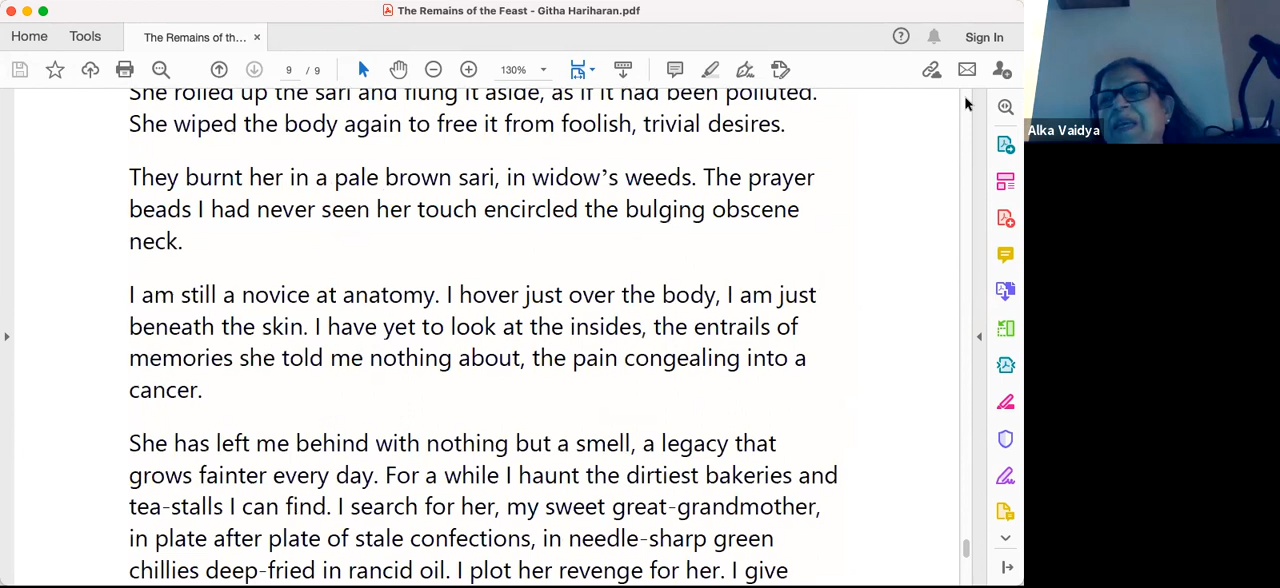 The Remains of the Feast - Githa Hariharan.pdf
Home Tools The Remains of th... × Sign In
9 / 9 130%
She rolled up the sari and flung it aside, as if it had been polluted.
She wiped the body again to free it from foolish, trivial desires.
They burnt her in a pale brown sari, in widow’s weeds. The prayer
beads I had never seen her touch encircled the bulging obscene
neck.
I am still a novice at anatomy. I hover just over the body, I am just
beneath the skin. I have yet to look at the insides, the entrails of
memories she told me nothing about, the pain congealing into a
cancer.
She has left me behind with nothing but a smell, a legacy that
grows fainter every day. For a while I haunt the dirtiest bakeries and
tea-stalls I can find. I search for her, my sweet great-grandmother,
in plate after plate of stale confections, in needle-sharp green
chillies deep-fried in rancid oil. I plot her revenge for her. I give
Alka Vaidya